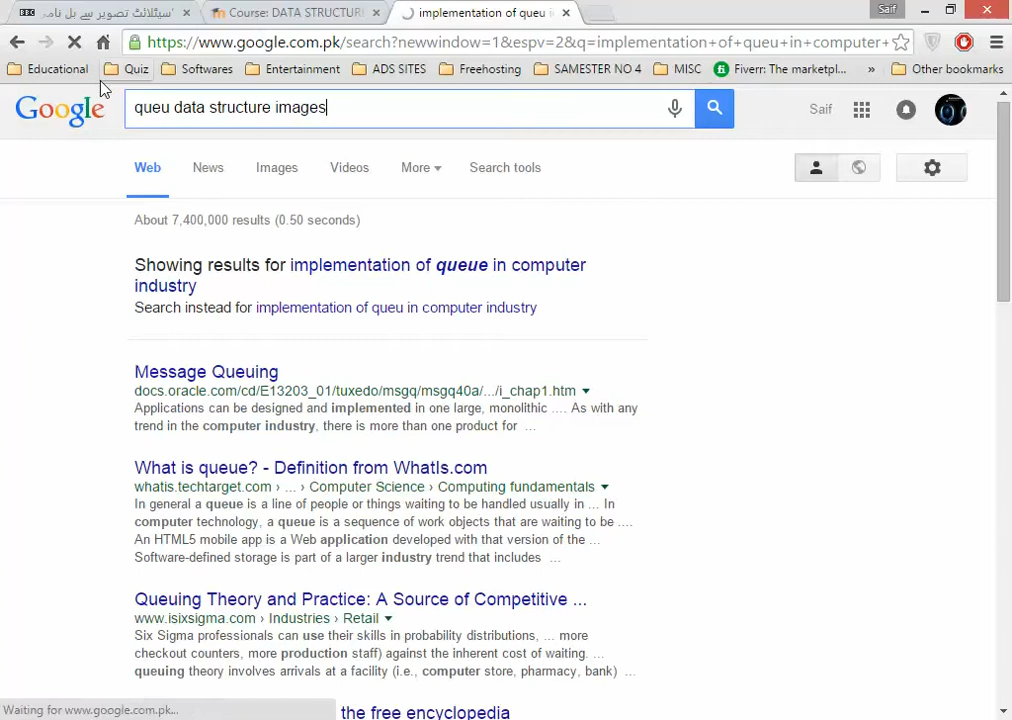 سیٹلائٹ تصویر سے بل نامہ
BBC
Course: DATA STRUCTUR
implementation of queu i
Saif
https://www.google.com.pk/search?newwindow=1&espv=2&q=implementation+of+queu+in+computer+
Educational
Quiz
Softwares
Entertainment
ADS SITES
Freehosting
SAMESTER NO 4
MISC
Fiverr: The marketpl...
»
Other bookmarks
Google
queu data structure images
Saif
Web
News
Images
Videos
More
Search tools
About 7,400,000 results (0.50 seconds)
Showing results for implementation of queue in computer
industry
Search instead for implementation of queu in computer industry
Message Queuing
docs.oracle.com/cd/E13203_01/tuxedo/msgq/msgq40a/.../i_chap1.htm
Applications can be designed and implemented in one large, monolithic .... As with any
trend in the computer industry, there is more than one product for ...
What is queue? - Definition from WhatIs.com
whatis.techtarget.com › ... › Computer Science › Computing fundamentals
In general a queue is a line of people or things waiting to be handled usually in ... In
computer technology, a queue is a sequence of work objects that are waiting to be ....
An HTML5 mobile app is a Web application developed with that version of the ...
Software-defined storage is part of a larger industry trend that includes ...
Queuing Theory and Practice: A Source of Competitive ...
www.isixsigma.com › Industries › Retail
Six Sigma professionals can use their skills in probability distributions, ... more
checkout counters, more production staff) against the inherent cost of waiting. ...
queuing theory involves arrivals at a facility (i.e., computer store, pharmacy, bank) ...
Waiting for www.google.com.pk...
the free encyclopedia